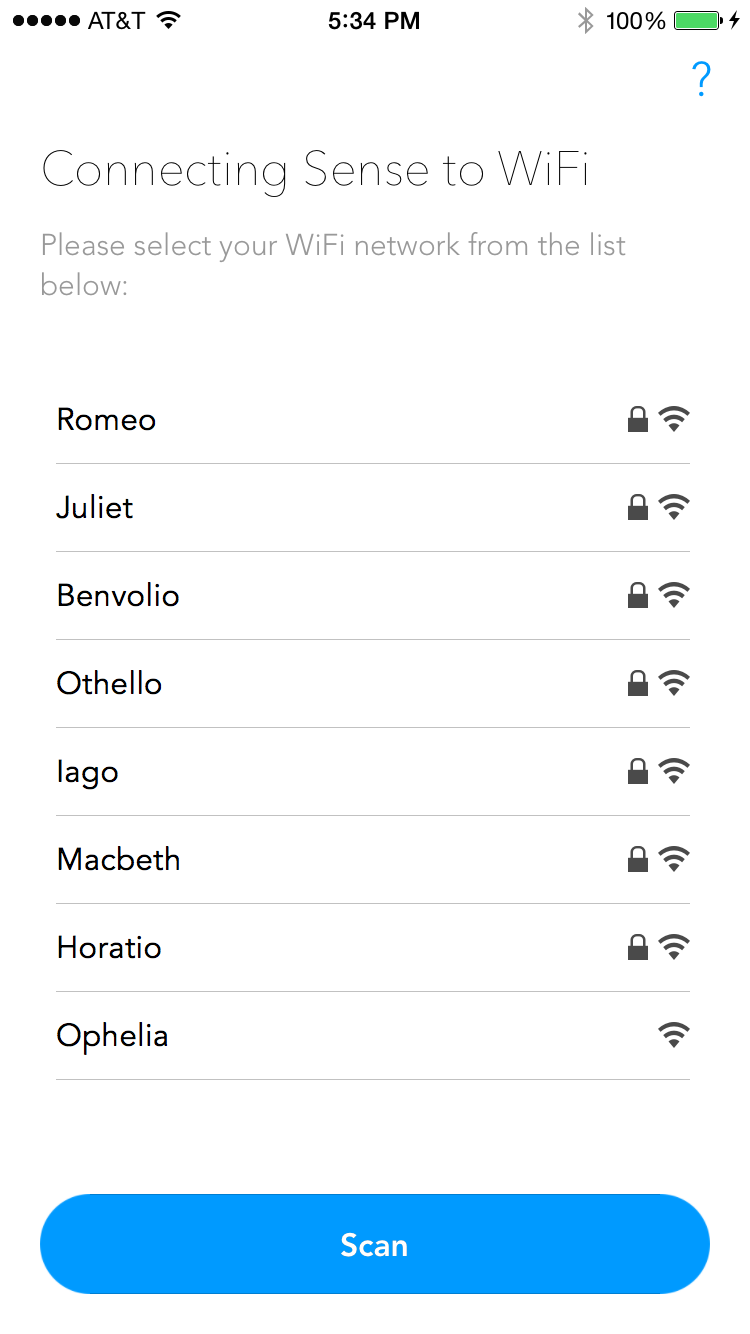 AT&T 5:34 PM 100%
?
Connecting Sense to WiFi
Please select your WiFi network from the list
below:
Romeo
Juliet
Benvolio
Othello
Iago
Macbeth
Horatio
Ophelia
Scan